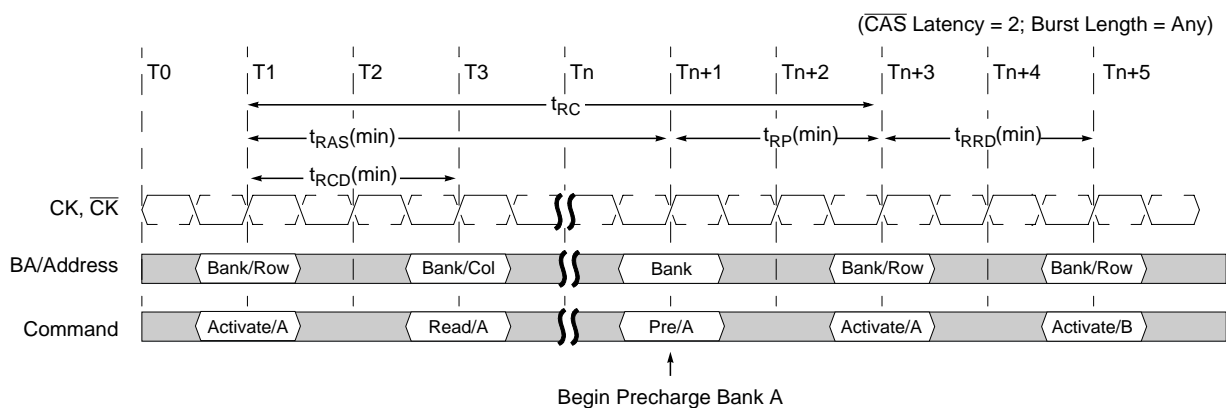 (CAS Latency = 2; Burst Length = Any)
T0 T1 T2 T3 Tn Tn+1 Tn+2 Tn+3 Tn+4 Tn+5
tRC
tRAS(min) tRP(min) tRRD(min)
tRCD(min)
CK, CK
BA/Address Bank/Row Bank/Col Bank Bank/Row Bank/Row
Command Activate/A Read/A Pre/A Activate/A Activate/B
Begin Precharge Bank A